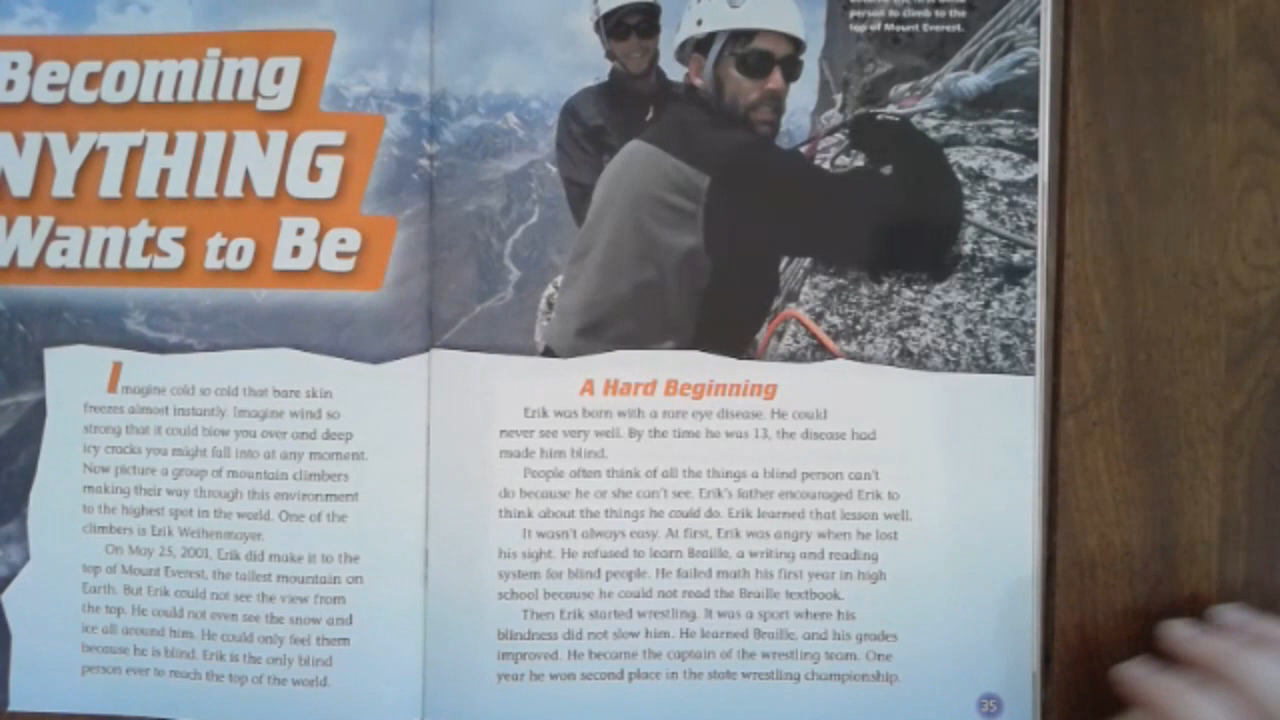 Becoming
NYTHING
Wants to Be
person to climb to the
top of Mount Everest.
Imagine cold so cold that bare skin
freezes almost instantly. Imagine wind so
strong that it could blow you over and deep
icy cracks you might fall into at any moment.
Now picture a group of mountain climbers
making their way through this environment
to the highest spot in the world. One of the
climbers is Erik Weihenmayer.
On May 25, 2001, Erik did make it to the
top of Mount Everest, the tallest mountain on
Earth. But Erik could not see the view from
the top. He could not even see the snow and
ice all around him. He could only feel them
because he is blind. Erik is the only blind
person ever to reach the top of the world.
A Hard Beginning
Erik was born with a rare eye disease. He could
never see very well. By the time he was 13, the disease had
made him blind.
People often think of all the things a blind person can't
do because he or she can't see. Erik's father encouraged Erik to
think about the things he could do. Erik learned that lesson well.
It wasn't always easy. At first, Erik was angry when he lost
his sight. He refused to learn Braille, a writing and reading
system for blind people. He failed math his first year in high
school because he could not read the Braille textbook.
Then Erik started wrestling. It was a sport where his
blindness did not slow him. He learned Braille, and his grades
improved. He became the captain of the wrestling team. One
year he won second place in the state wrestling championship.
35